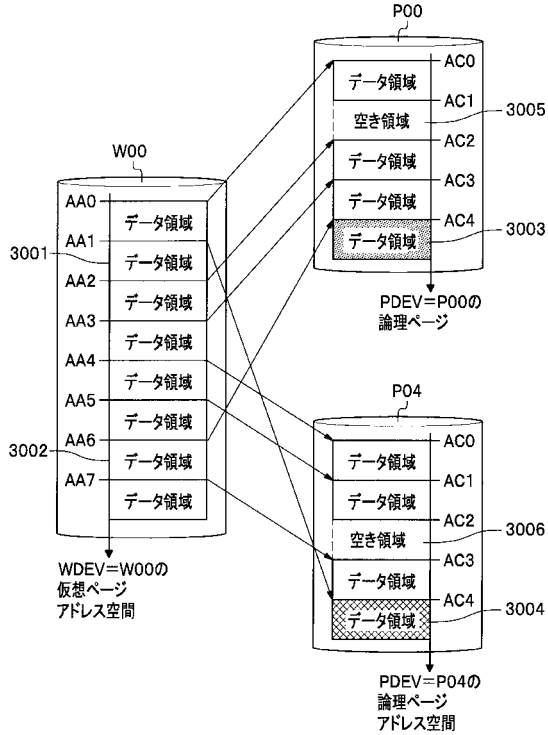 P00
AC0
データ領域
AC1
空き領域
3005
AC2
データ領域
AC3
データ領域
AC4
データ領域
3003
PDEV=P00の
論理ページ
W00
AA0
データ領域
AA1
3001
データ領域
AA2
データ領域
AA3
データ領域
AA4
データ領域
AA5
データ領域
AA6
3002
データ領域
AA7
データ領域
WDEV=W00の
仮想ページ
アドレス空間
P04
AC0
データ領域
AC1
データ領域
AC2
空き領域
3006
AC3
データ領域
AC4
データ領域
3004
PDEV=P04の
論理ページ
アドレス空間